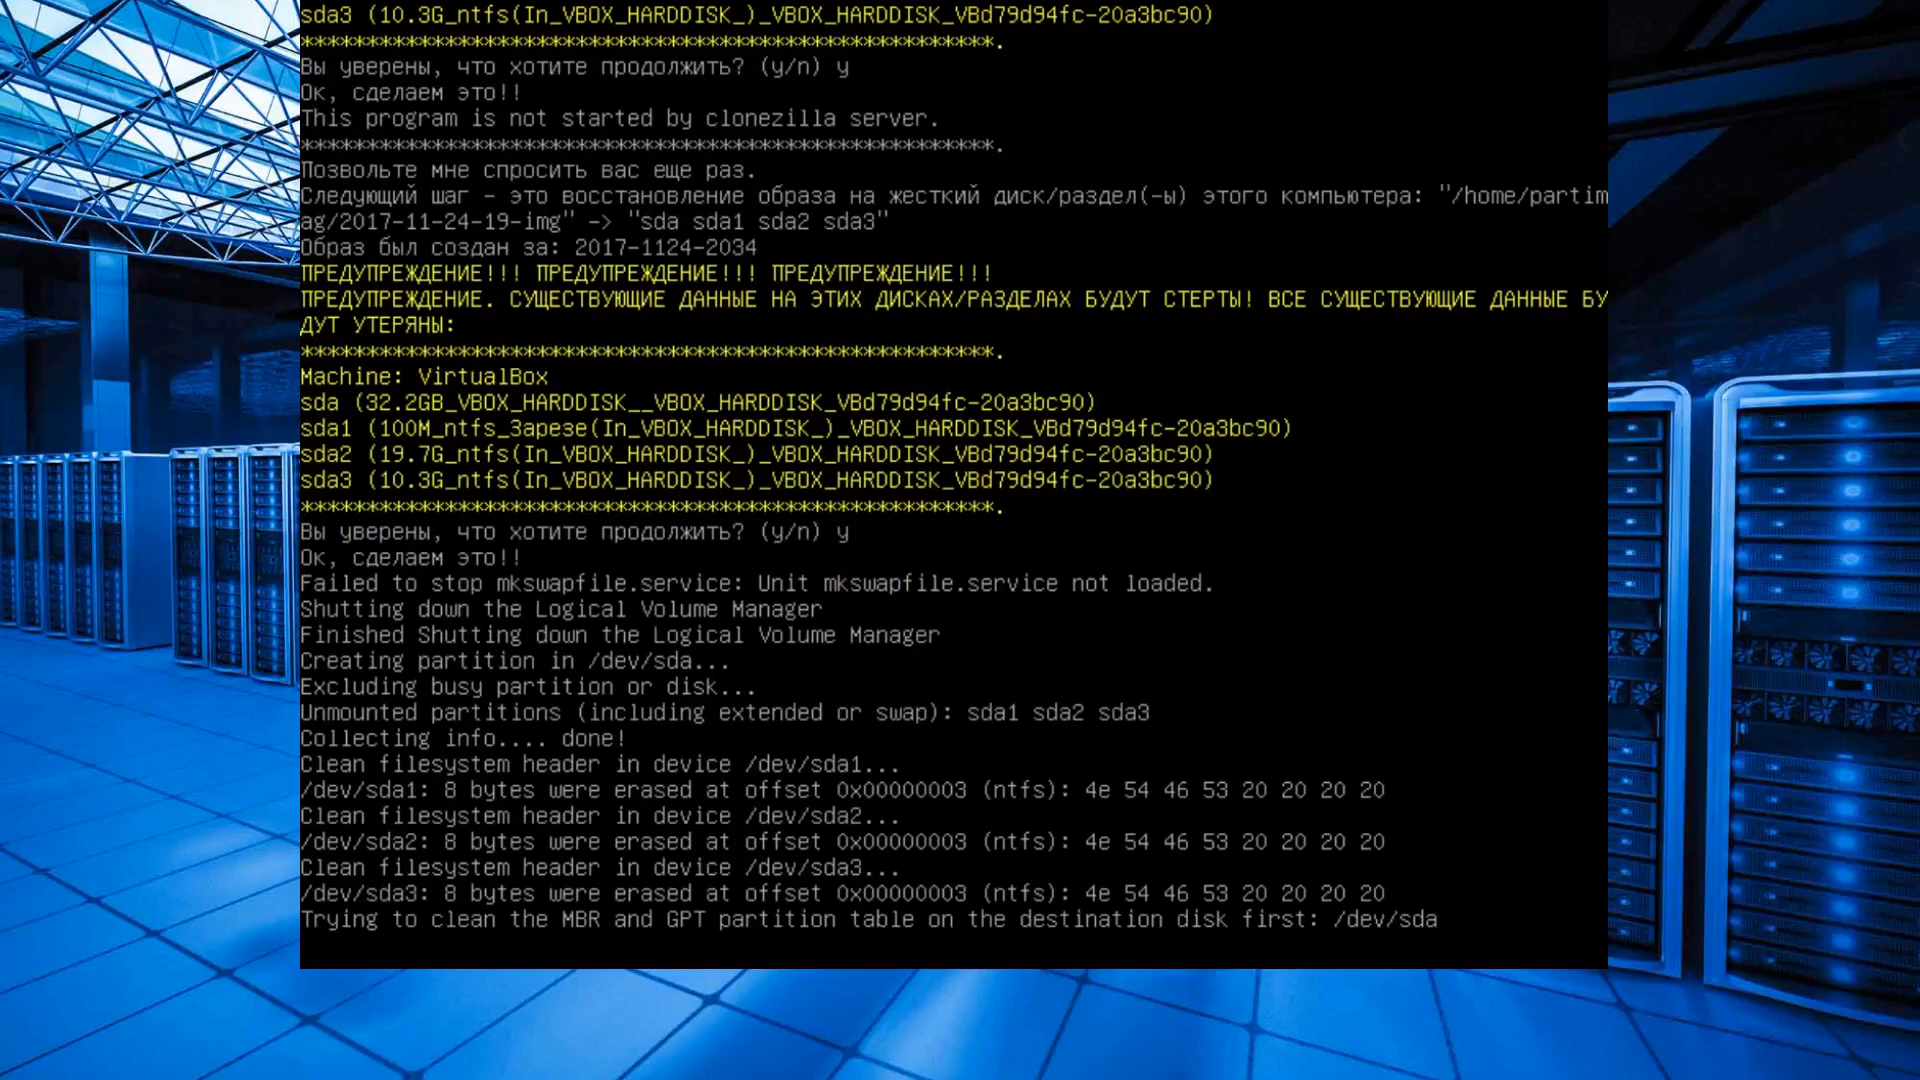 sda3 (10.3G_ntfs(In_VBOX_HARDDISK_)_VBOX_HARDDISK_VBd79d94fc-20a3bc90)
*****************************************************.
Вы уверены, что хотите продолжить? (y/n) y
Ок, сделаем это!!
This program is not started by clonezilla server.
*****************************************************.
Позвольте мне спросить вас еще раз.
Следующий шаг - это восстановление образа на жесткий диск/раздел(-ы) этого компьютера: "/home/partim
ag/2017-11-24-19-img" -> "sda sda1 sda2 sda3"
Образ был создан за: 2017-1124-2034
ПРЕДУПРЕЖДЕНИЕ!!! ПРЕДУПРЕЖДЕНИЕ!!! ПРЕДУПРЕЖДЕНИЕ!!!
ПРЕДУПРЕЖДЕНИЕ. СУЩЕСТВУЮЩИЕ ДАННЫЕ НА ЭТИХ ДИСКАХ/РАЗДЕЛАХ БУДУТ СТЕРТЫ! ВСЕ СУЩЕСТВУЮЩИЕ ДАННЫЕ БУ
ДУТ УТЕРЯНЫ:
*****************************************************.
Machine: VirtualBox
sda (32.2GB_VBOX_HARDDISK__VBOX_HARDDISK_VBd79d94fc-20a3bc90)
sda1 (100M_ntfs_Зарезе(In_VBOX_HARDDISK_)_VBOX_HARDDISK_VBd79d94fc-20a3bc90)
sda2 (19.7G_ntfs(In_VBOX_HARDDISK_)_VBOX_HARDDISK_VBd79d94fc-20a3bc90)
sda3 (10.3G_ntfs(In_VBOX_HARDDISK_)_VBOX_HARDDISK_VBd79d94fc-20a3bc90)
*****************************************************.
Вы уверены, что хотите продолжить? (y/n) y
Ок, сделаем это!!
Failed to stop mkswapfile.service: Unit mkswapfile.service not loaded.
Shutting down the Logical Volume Manager
Finished Shutting down the Logical Volume Manager
Creating partition in /dev/sda...
Excluding busy partition or disk...
Unmounted partitions (including extended or swap): sda1 sda2 sda3
Collecting info.... done!
Clean filesystem header in device /dev/sda1...
/dev/sda1: 8 bytes were erased at offset 0x00000003 (ntfs): 4e 54 46 53 20 20 20 20
Clean filesystem header in device /dev/sda2...
/dev/sda2: 8 bytes were erased at offset 0x00000003 (ntfs): 4e 54 46 53 20 20 20 20
Clean filesystem header in device /dev/sda3...
/dev/sda3: 8 bytes were erased at offset 0x00000003 (ntfs): 4e 54 46 53 20 20 20 20
Trying to clean the MBR and GPT partition table on the destination disk first: /dev/sda